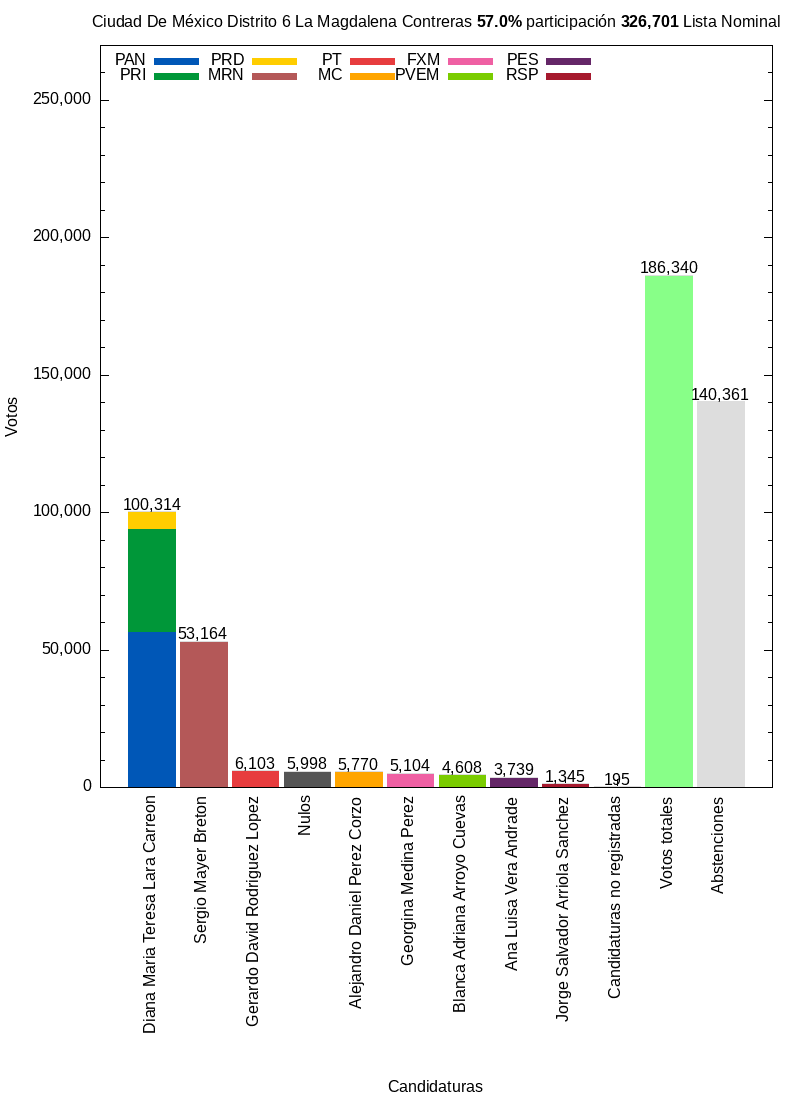 Ciudad De México Distrito 6 La Magdalena Contreras 57.0% participación 326,701 Lista Nominal
PAN PRD PT FXM PES
PRI MRN MC PVEM RSP
250,000
200,000
150,000
100,000
50,000
0
Votos
100,314
53,164
6,103
5,998
5,770
5,104
4,608
3,739
1,345
195
186,340
140,361
Diana Maria Teresa Lara Carreon
Sergio Mayer Breton
Gerardo David Rodriguez Lopez
Nulos
Alejandro Daniel Perez Corzo
Georgina Medina Perez
Blanca Adriana Arroyo Cuevas
Ana Luisa Vera Andrade
Jorge Salvador Arriola Sanchez
Candidaturas no registradas
Votos totales
Abstenciones
Candidaturas